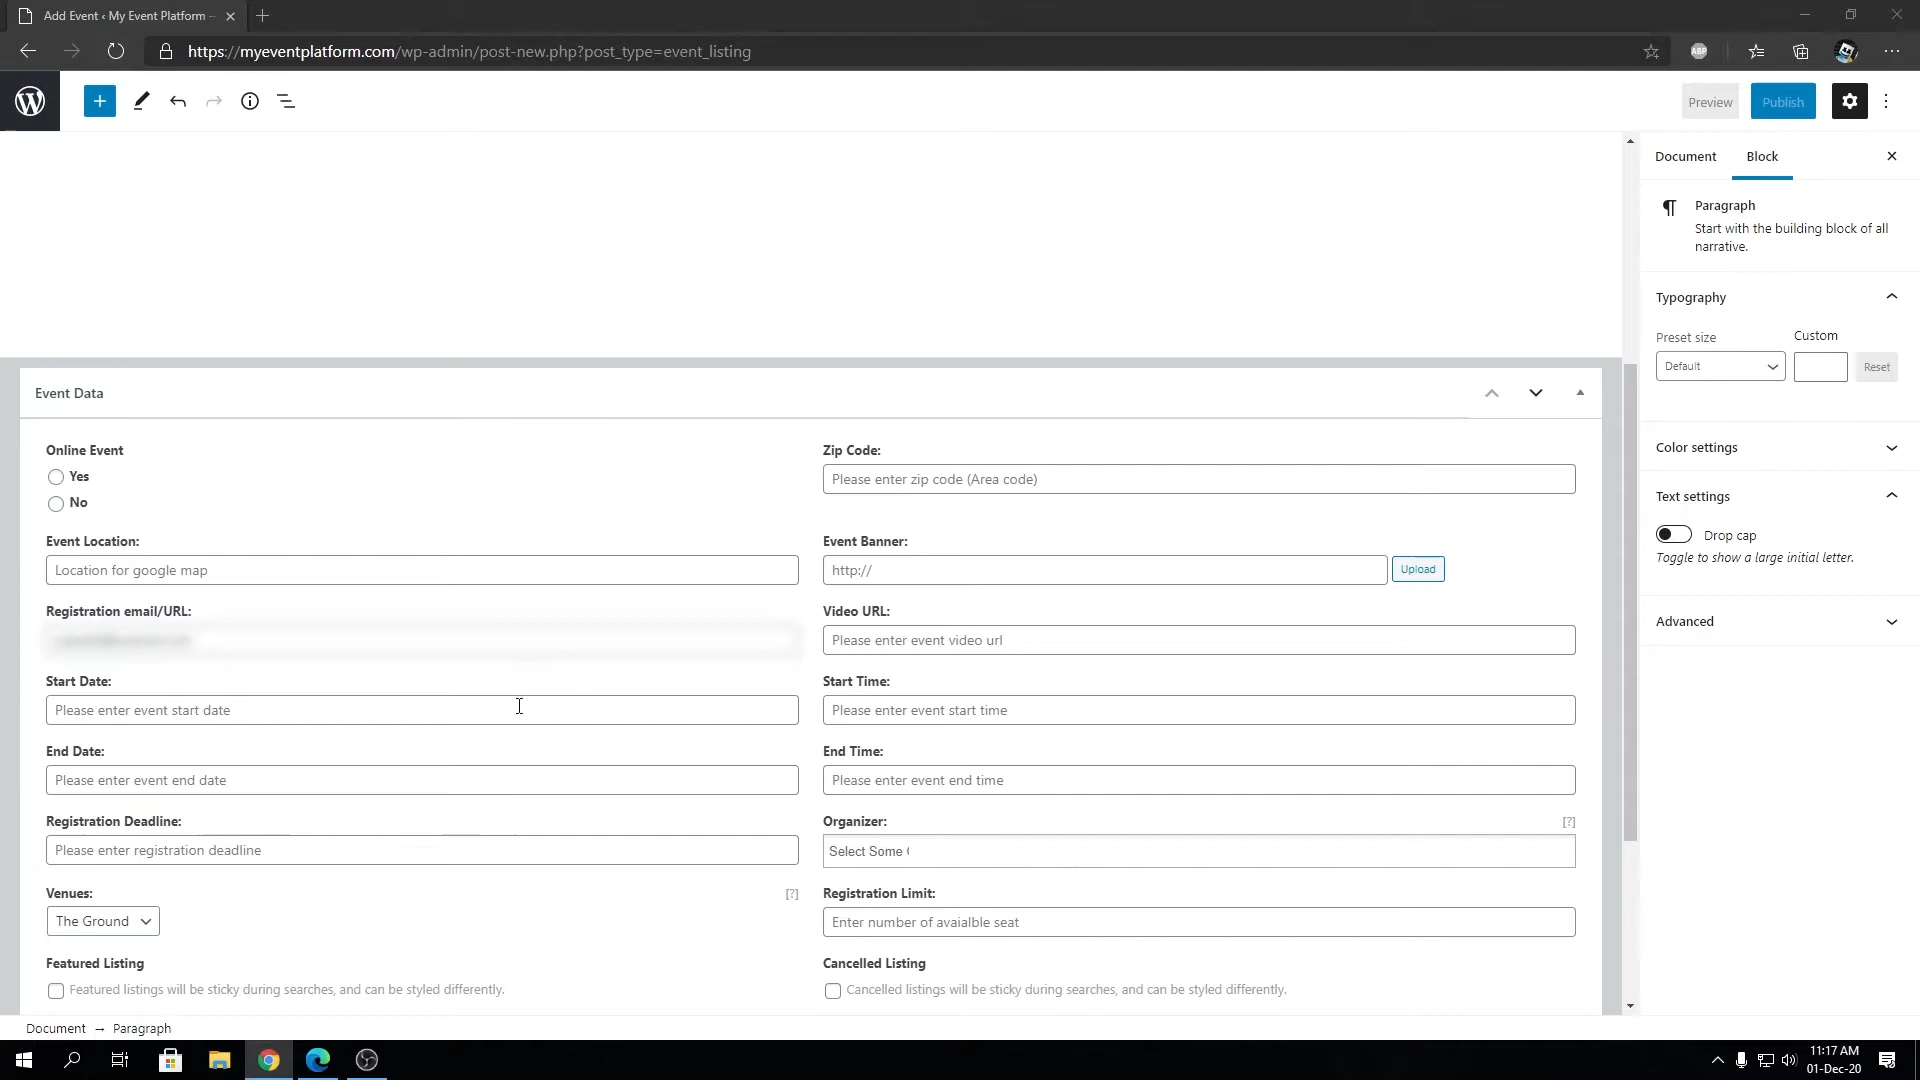 Add Event ‹ My Event Platform –
https://myeventplatform.com/wp-admin/post-new.php?post_type=event_listing
ABP
Preview
Publish
Document
Block
Paragraph
Start with the building block of all
narrative.
Typography
Preset size
Custom
Default
Reset
Color settings
Text settings
Drop cap
Toggle to show a large initial letter.
Advanced
Event Data
Online Event
Yes
No
Zip Code:
Please enter zip code (Area code)
Event Location:
Location for google map
Event Banner:
http://
Upload
Registration email/URL:
Video URL:
Please enter event video url
Start Date:
Please enter event start date
Start Time:
Please enter event start time
End Date:
Please enter event end date
End Time:
Please enter event end time
Registration Deadline:
Please enter registration deadline
Organizer:
[?]
Select Some
Venues:
[?]
The Ground
Registration Limit:
Enter number of avaialble seat
Featured Listing
Featured listings will be sticky during searches, and can be styled differently.
Cancelled Listing
Cancelled listings will be sticky during searches, and can be styled differently.
Document → Paragraph
11:17 AM
01-Dec-20